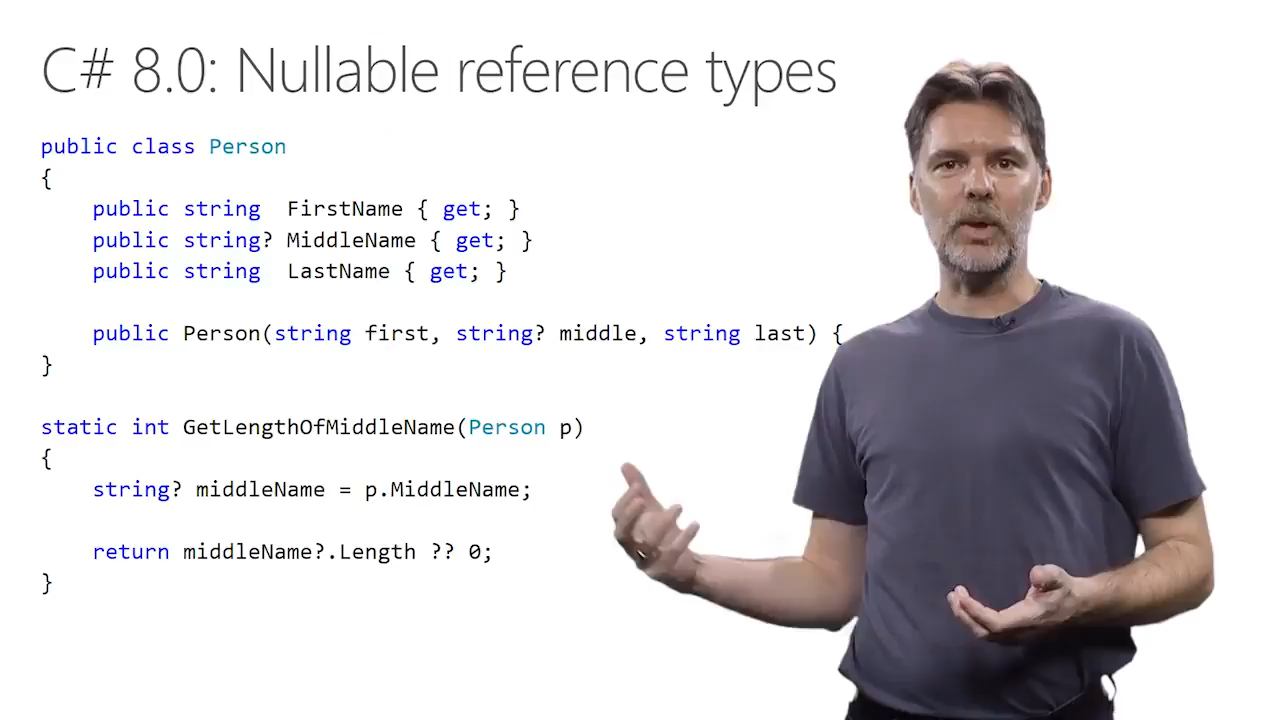 C# 8.0: Nullable reference types
public class Person
{
    public string  FirstName { get; }
    public string? MiddleName { get; }
    public string  LastName { get; }
    public Person(string first, string? middle, string last) {
}
static int GetLengthOfMiddleName(Person p)
{
    string? middleName = p.MiddleName;
    return middleName?.Length ?? 0;
}